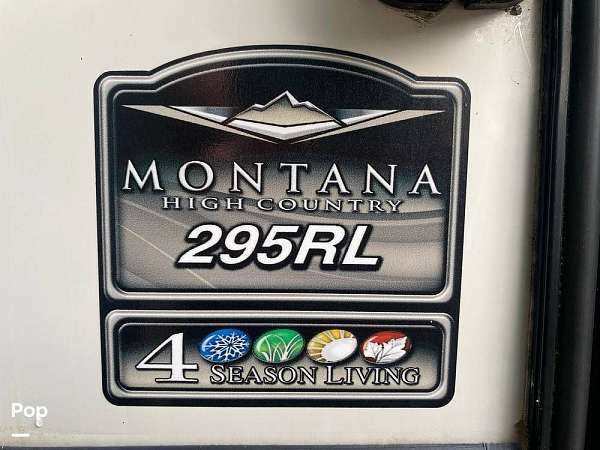 MONTANA
HIGH COUNTRY
295RL
4 SEASON LIVING
Pop